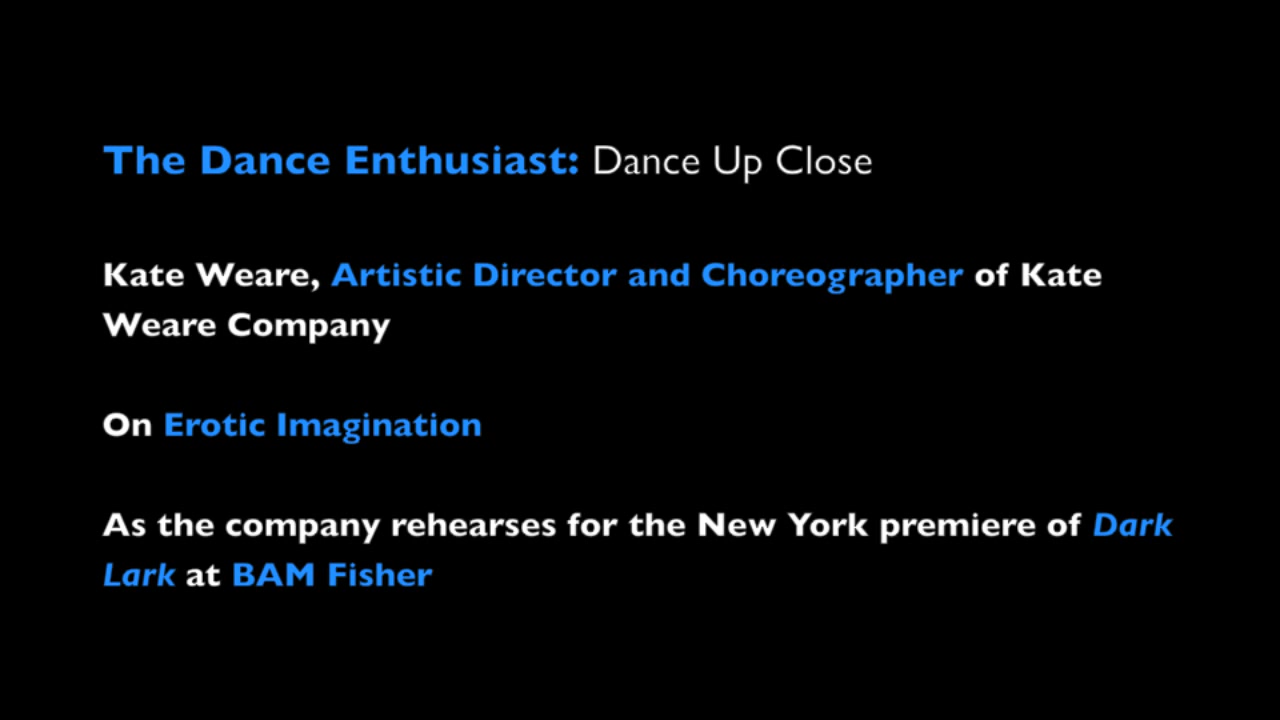 The Dance Enthusiast: Dance Up Close
Kate Weare, Artistic Director and Choreographer of Kate
Weare Company
On Erotic Imagination
As the company rehearses for the New York premiere of Dark
Lark at BAM Fisher